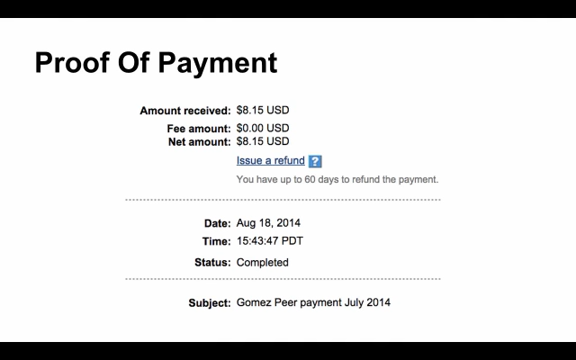 Proof Of Payment
Amount received: $8.15 USD
Fee amount: $0.00 USD
Net amount: $8.15 USD
Issue a refund ?
You have up to 60 days to refund the payment.
Date: Aug 18, 2014
Time: 15:43:47 PDT
Status: Completed
Subject: Gomez Peer payment July 2014